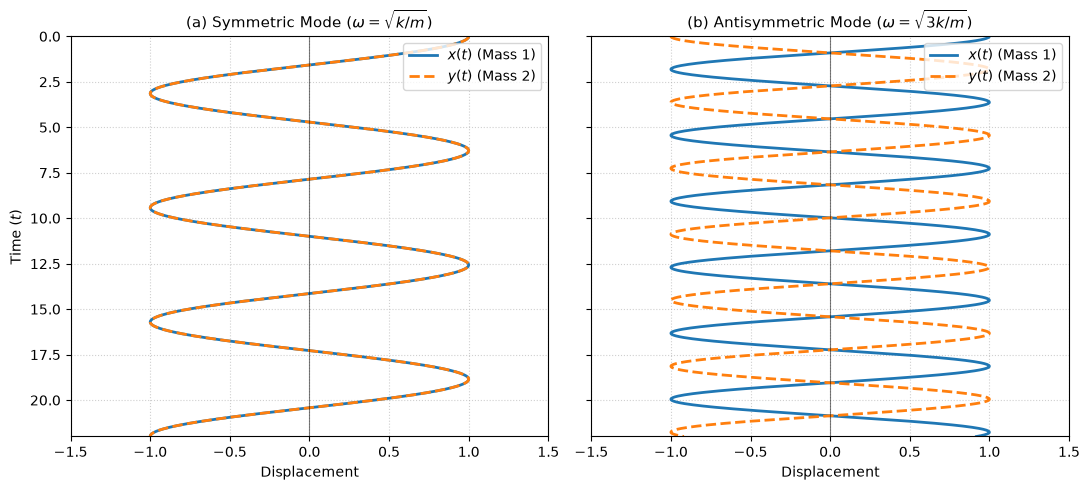 (a) Symmetric Mode (ω = √k/m)
x(t) (Mass 1)
y(t) (Mass 2)
Time (t)
0.0
2.5
5.0
7.5
10.0
12.5
15.0
17.5
20.0
−1.5 −1.0 −0.5 0.0 0.5 1.0 1.5
Displacement
(b) Antisymmetric Mode (ω = √3k/m)
x(t) (Mass 1)
y(t) (Mass 2)
−1.5 −1.0 −0.5 0.0 0.5 1.0 1.5
Displacement